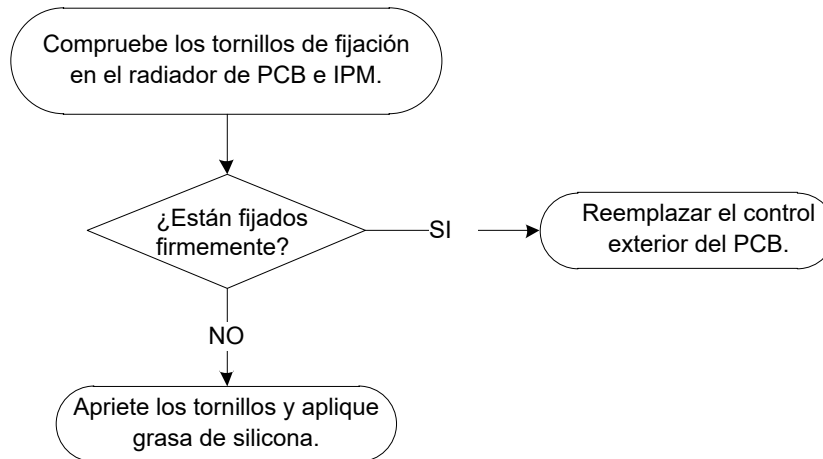 Compruebe los tornillos de fijación
en el radiador de PCB e IPM.
¿Están fijados
firmemente?
SI
Reemplazar el control
exterior del PCB.
NO
Apriete los tornillos y aplique
grasa de silicona.